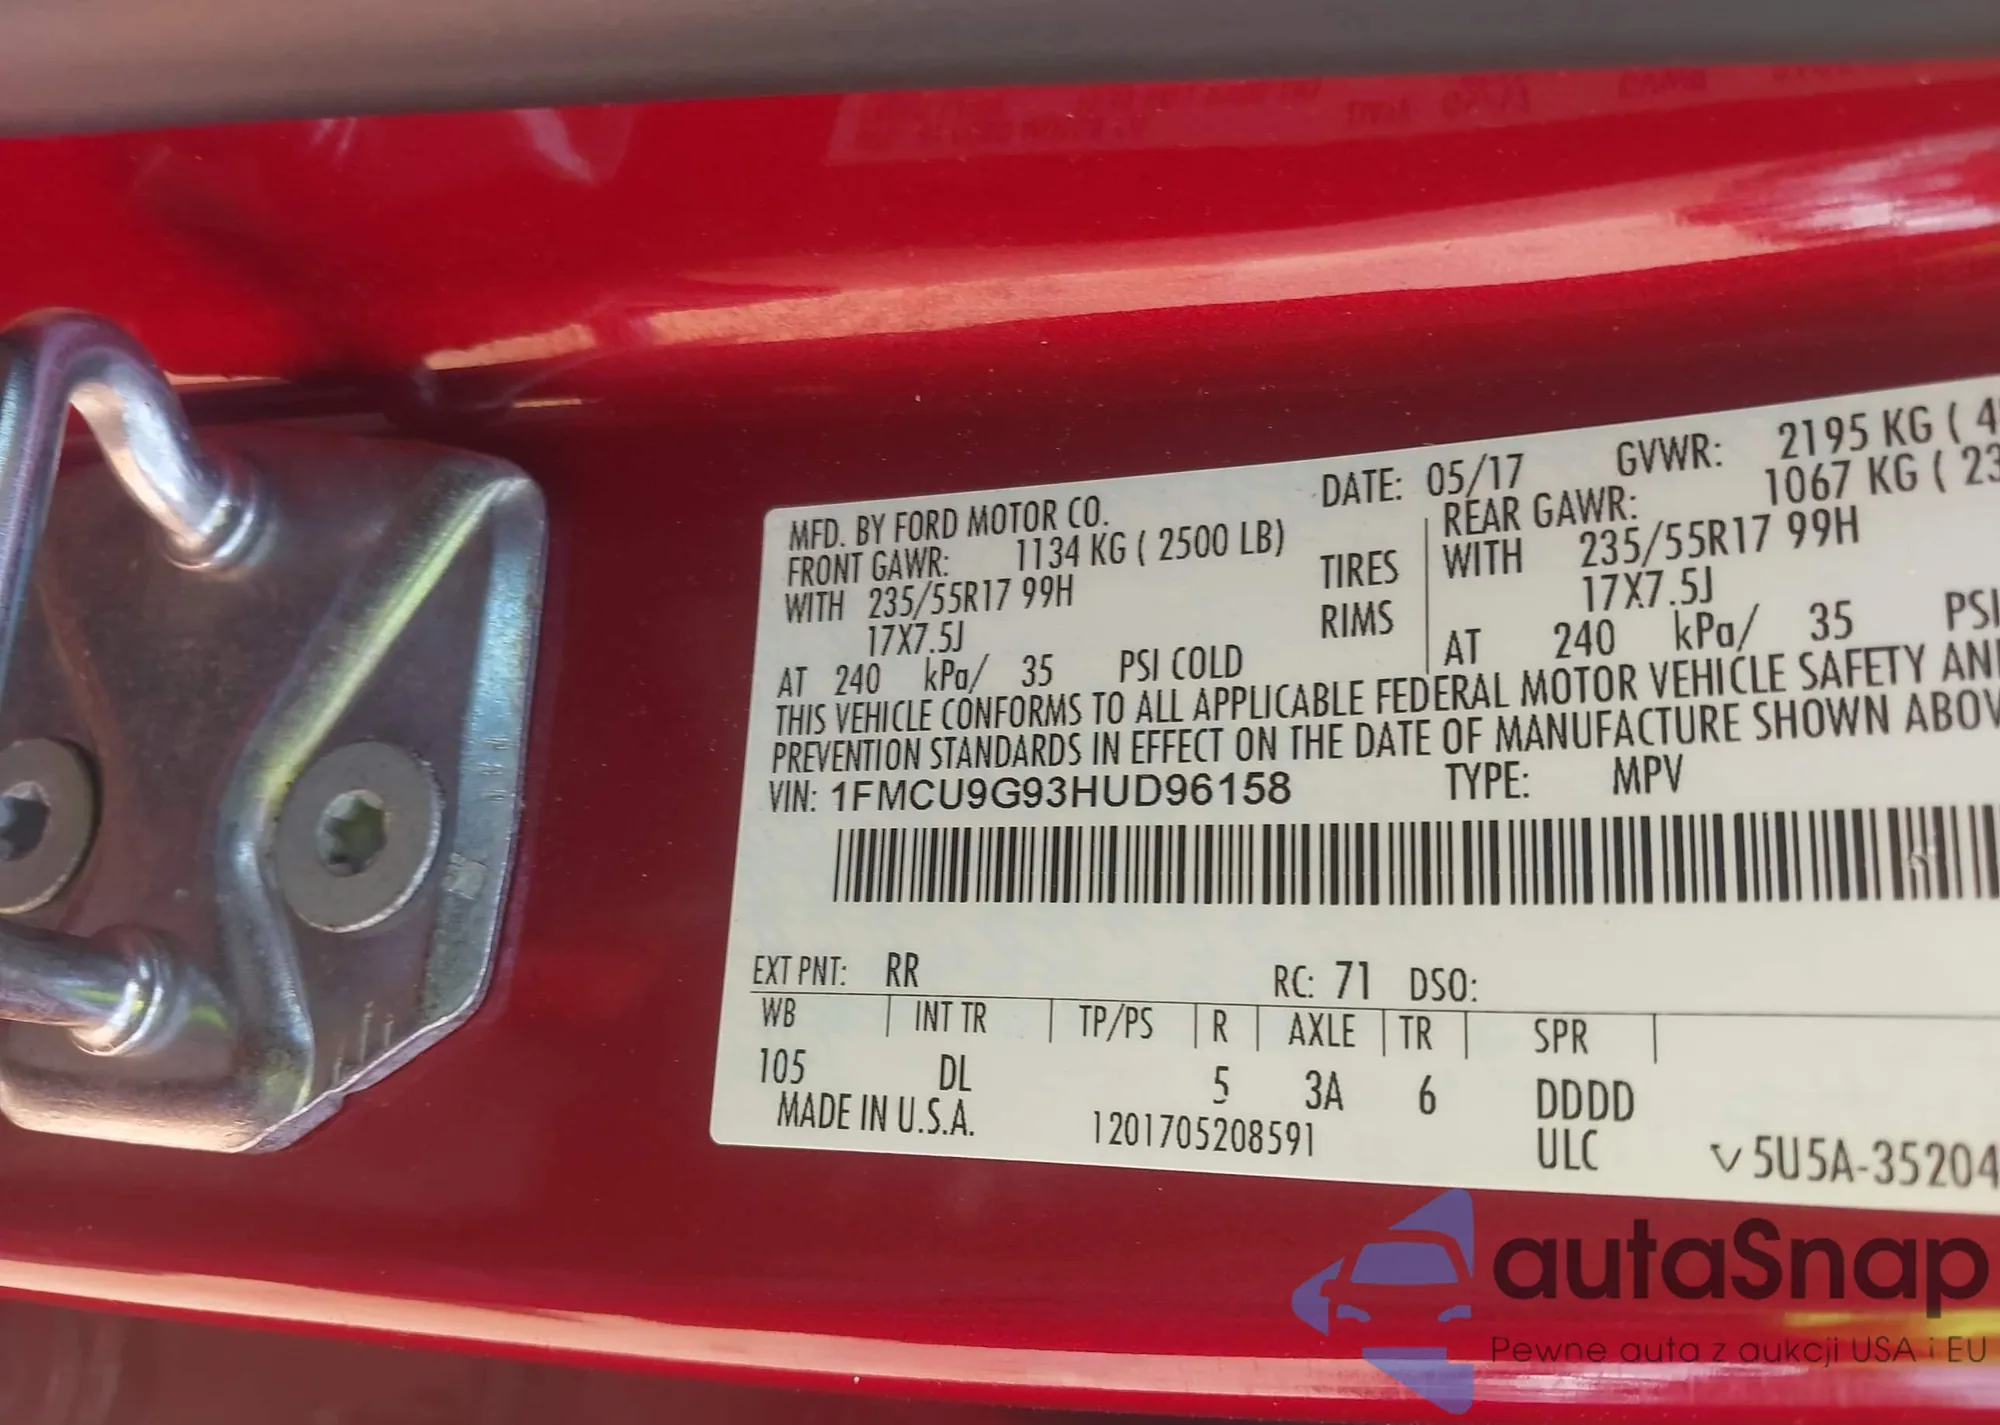 MFD. BY FORD MOTOR CO. DATE: 05/17 GVWR: 2195 KG ( 4
FRONT GAWR: 1134 KG ( 2500 LB) REAR GAWR: 1067 KG ( 23
WITH 235/55R17 99H TIRES WITH 235/55R17 99H
17X7.5J RIMS 17X7.5J
AT 240 kPa/ 35 PSI COLD AT 240 kPa/ 35 PSI
THIS VEHICLE CONFORMS TO ALL APPLICABLE FEDERAL MOTOR VEHICLE SAFETY AND
PREVENTION STANDARDS IN EFFECT ON THE DATE OF MANUFACTURE SHOWN ABOV
VIN: 1FMCU9G93HUD96158 TYPE: MPV
EXT PNT: RR RC: 71 DSO:
WB INT TR TP/PS R AXLE TR SPR
105 DL 5 3A 6 DDDD
MADE IN U.S.A. 1201705208591 ULC 5U5A-35204
autaSnap
Pewne auta z aukcji USA i EU